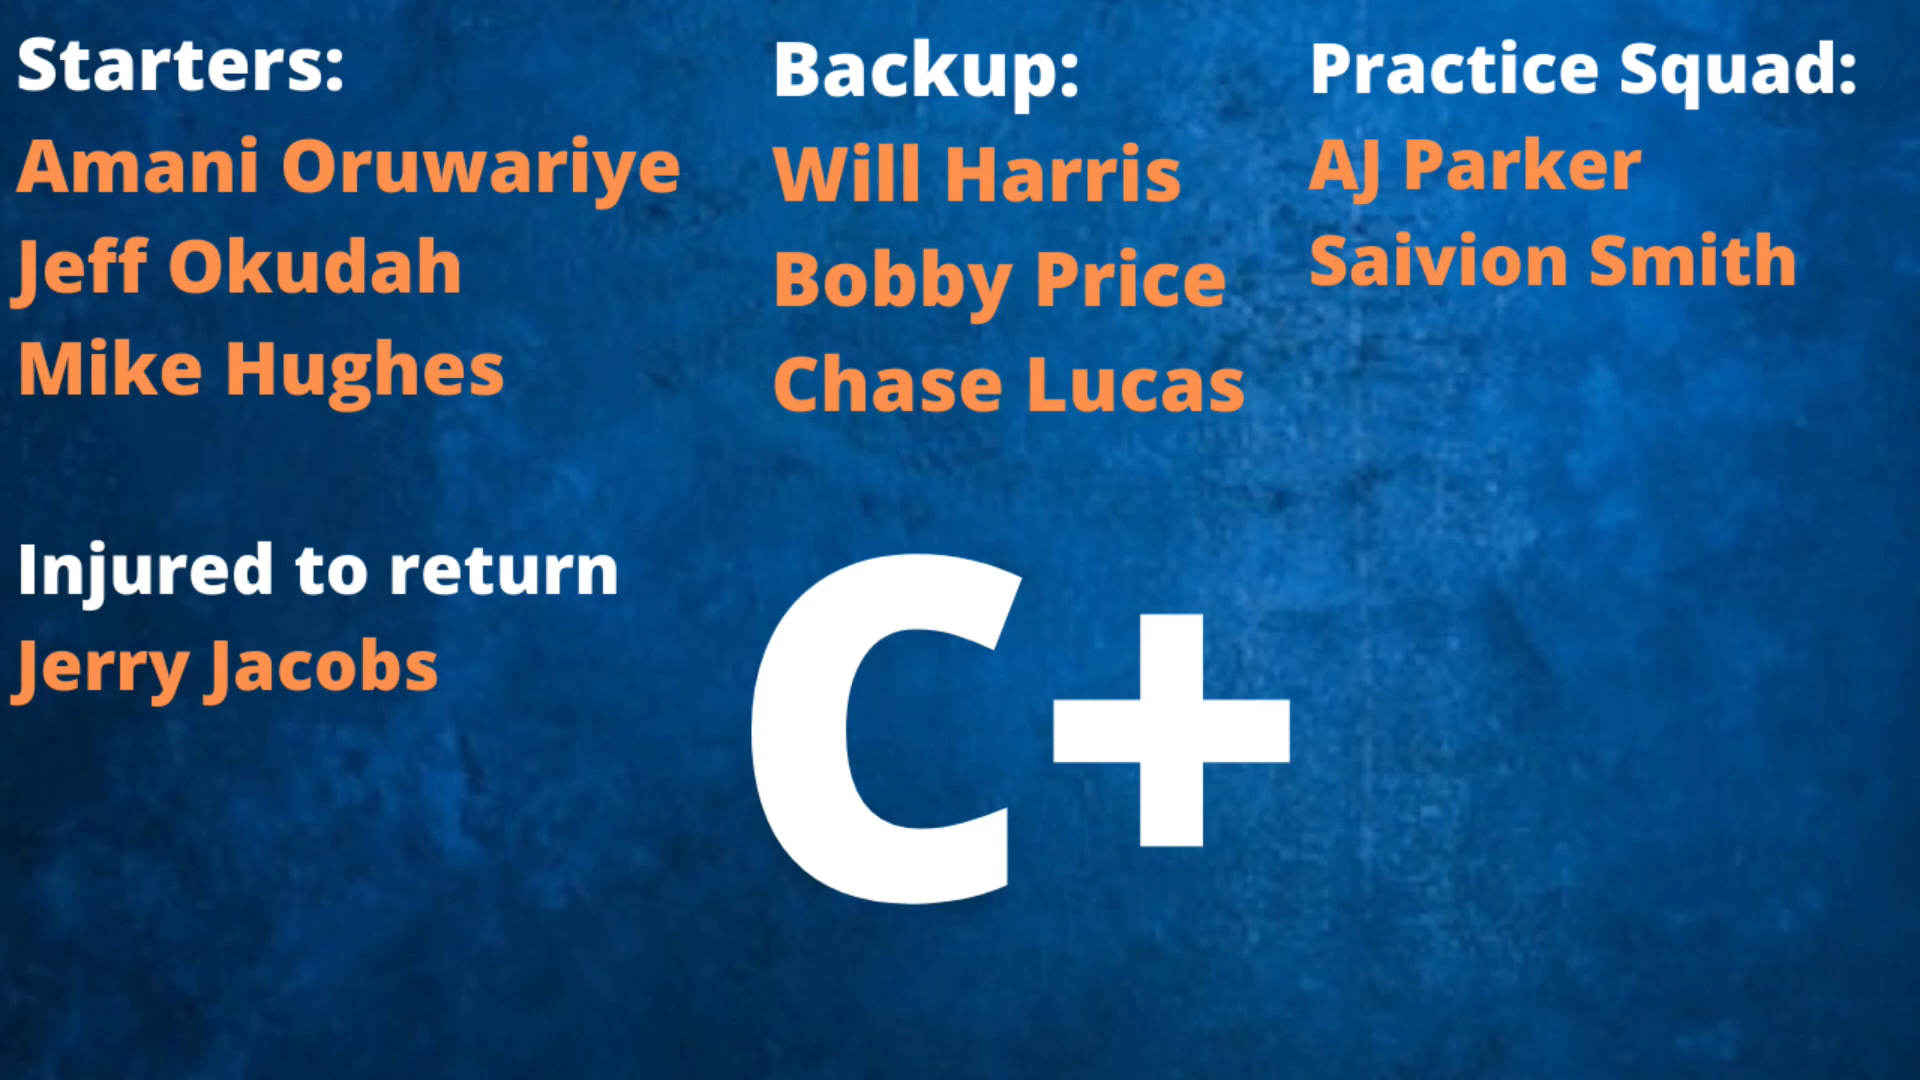 Starters:
Amani Oruwariye
Jeff Okudah
Mike Hughes
Backup:
Will Harris
Bobby Price
Chase Lucas
Practice Squad:
AJ Parker
Saivion Smith
Injured to return
Jerry Jacobs
C+